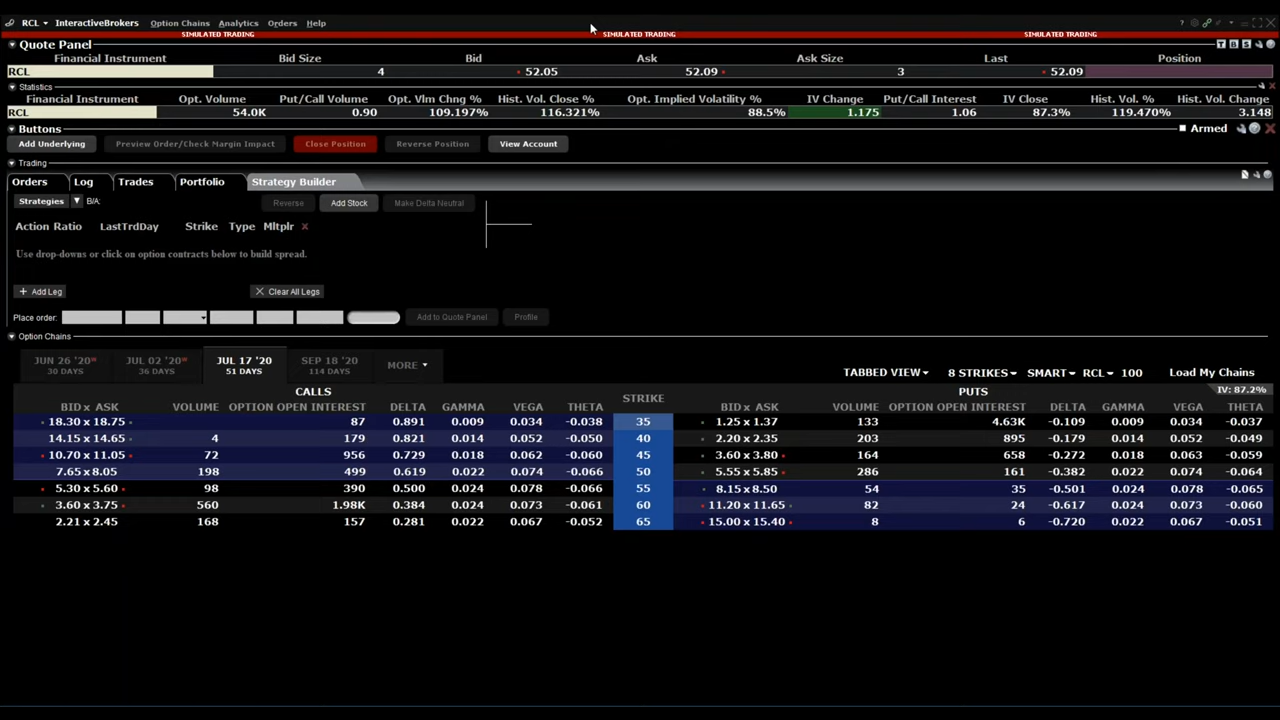 RCL InteractiveBrokers Option Chains Analytics Orders Help ?
SIMULATED TRADING SIMULATED TRADING SIMULATED TRADING
Quote Panel T B S
Financial Instrument Bid Size Bid Ask Ask Size Last Position
RCL 4 52.05 52.09 3 52.09
Statistics
Financial Instrument Opt. Volume Put/Call Volume Opt. Vlm Chng % Hist. Vol. Close % Opt. Implied Volatility % IV Change Put/Call Interest IV Close Hist. Vol. % Hist. Vol. Change
RCL 54.0K 0.90 109.197% 116.321% 88.5% 1.175 1.06 87.3% 119.470% 3.148
Buttons Armed
Add Underlying Preview Order/Check Margin Impact Close Position Reverse Position View Account
Trading
Orders Log Trades Portfolio Strategy Builder
Strategies B/A: Reverse Add Stock Make Delta Neutral
Action Ratio LastTrdDay Strike Type Mltplr X
Use drop-downs or click on option contracts below to build spread.
+ Add Leg X Clear All Legs
Place order: Add to Quote Panel Profile
Option Chains
JUN 26 '20W JUL 02 '20W JUL 17 '20 SEP 18 '20 MORE
30 DAYS 36 DAYS 51 DAYS 114 DAYS
TABBED VIEW 8 STRIKES SMART RCL 100 Load My Chains
CALLS STRIKE PUTS IV: 87.2%
BID x ASK VOLUME OPTION OPEN INTEREST DELTA GAMMA VEGA THETA BID x ASK VOLUME OPTION OPEN INTEREST DELTA GAMMA VEGA THETA
18.30 x 18.75 87 0.891 0.009 0.034 -0.038 35 1.25 x 1.37 133 4.63K -0.109 0.009 0.034 -0.037
14.15 x 14.65 4 179 0.821 0.014 0.052 -0.050 40 2.20 x 2.35 203 895 -0.179 0.014 0.052 -0.049
10.70 x 11.05 72 956 0.729 0.018 0.062 -0.060 45 3.60 x 3.80 164 658 -0.272 0.018 0.063 -0.059
7.65 x 8.05 198 499 0.619 0.022 0.074 -0.066 50 5.55 x 5.85 286 161 -0.382 0.022 0.074 -0.064
5.30 x 5.60 98 390 0.500 0.024 0.078 -0.066 55 8.15 x 8.50 54 35 -0.501 0.024 0.078 -0.065
3.60 x 3.75 560 1.98K 0.384 0.024 0.073 -0.061 60 11.20 x 11.65 82 24 -0.617 0.024 0.073 -0.060
2.21 x 2.45 168 157 0.281 0.022 0.067 -0.052 65 15.00 x 15.40 8 6 -0.720 0.022 0.067 -0.051